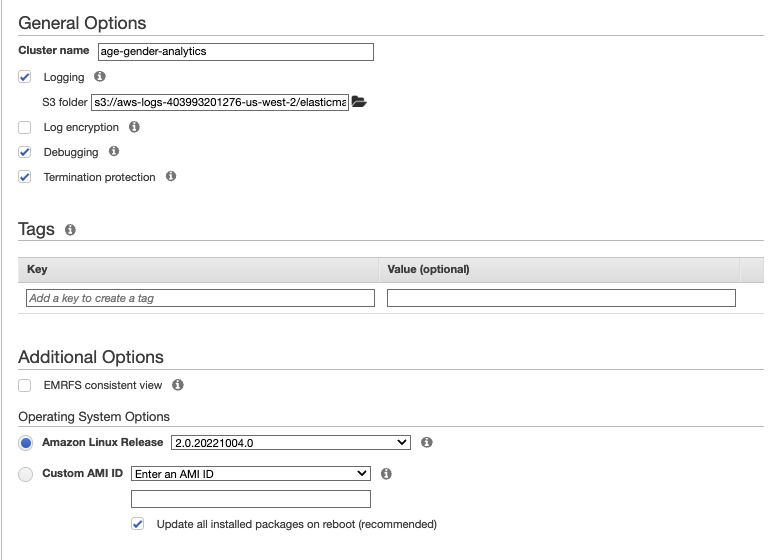 General Options
Cluster name age-gender-analytics
Logging
S3 folder s3://aws-logs-403993201276-us-west-2/elasticma
Log encryption
Debugging
Termination protection
Tags
Key Value (optional)
Add a key to create a tag
Additional Options
EMRFS consistent view
Operating System Options
Amazon Linux Release 2.0.20221004.0
Custom AMI ID Enter an AMI ID
Update all installed packages on reboot (recommended)